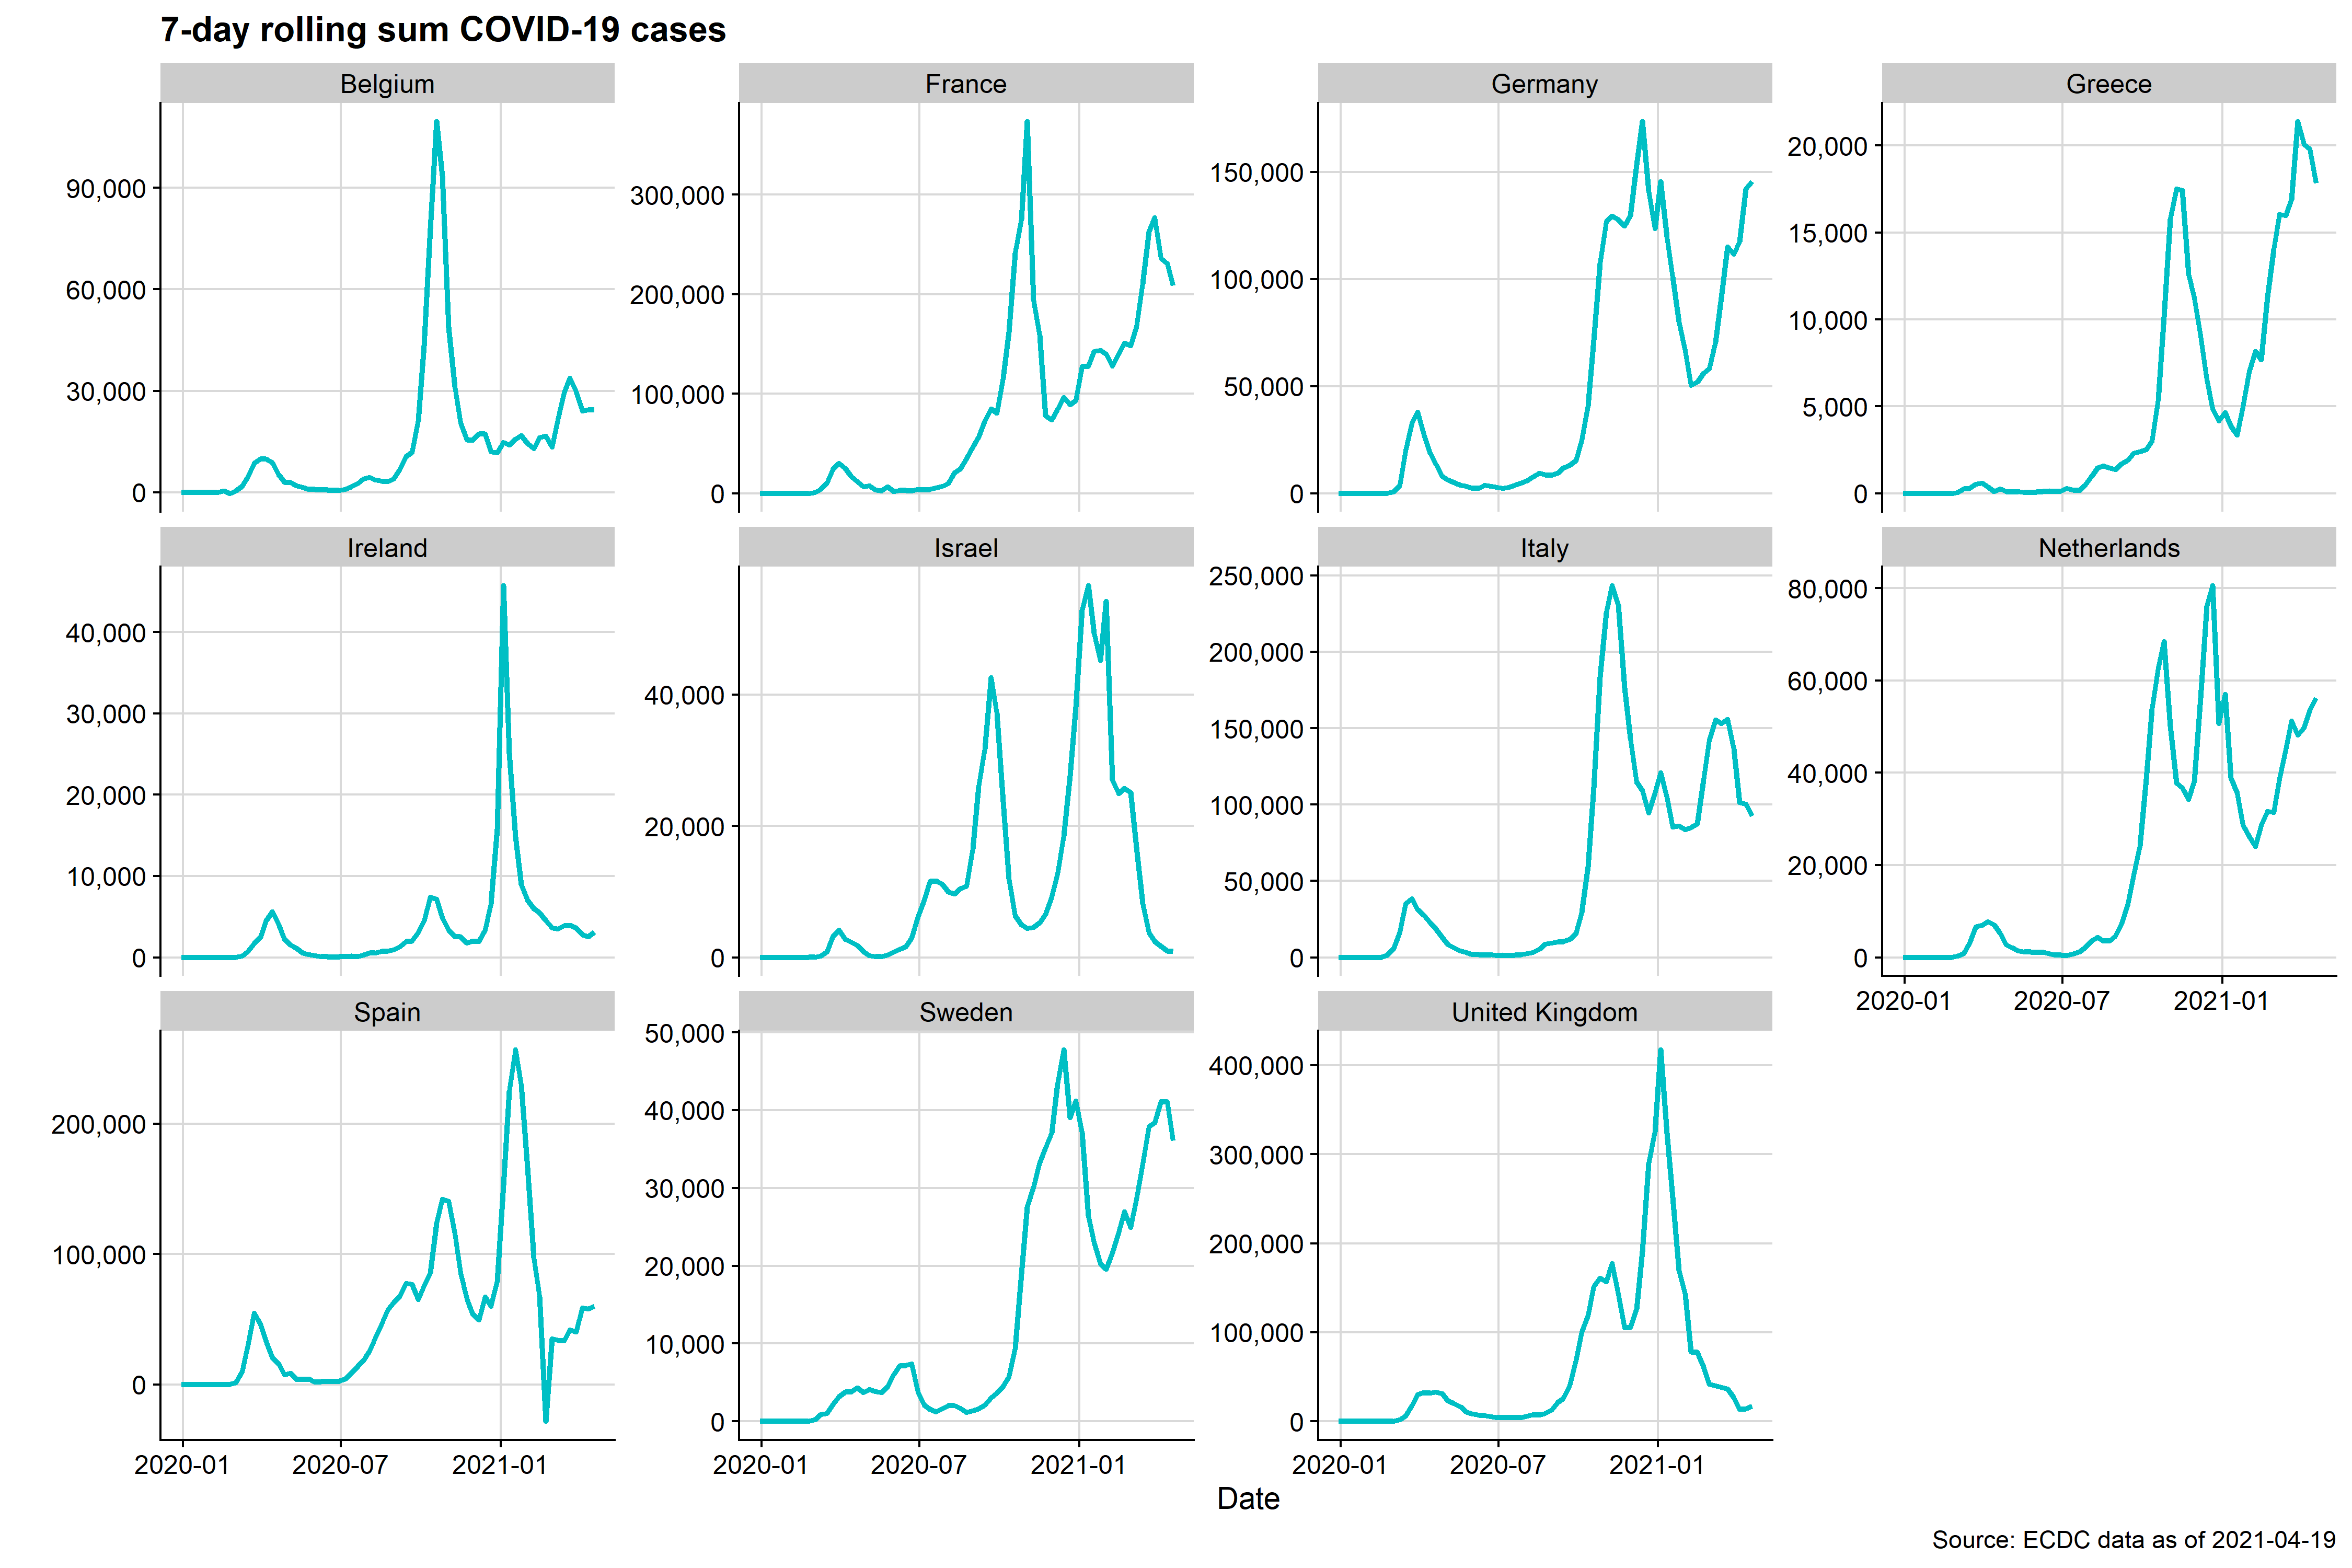 7-day rolling sum COVID-19 cases
Belgium
90,000
60,000
30,000
0
France
300,000
200,000
100,000
0
Germany
150,000
100,000
50,000
0
Greece
20,000
15,000
10,000
5,000
0
Ireland
40,000
30,000
20,000
10,000
0
Israel
40,000
20,000
0
Italy
250,000
200,000
150,000
100,000
50,000
0
Netherlands
80,000
60,000
40,000
20,000
0
2020-01 2020-07 2021-01
Spain
200,000
100,000
0
2020-01 2020-07 2021-01
Sweden
50,000
40,000
30,000
20,000
10,000
0
2020-01 2020-07 2021-01
United Kingdom
400,000
300,000
200,000
100,000
0
2020-01 2020-07 2021-01
Date
Source: ECDC data as of 2021-04-19